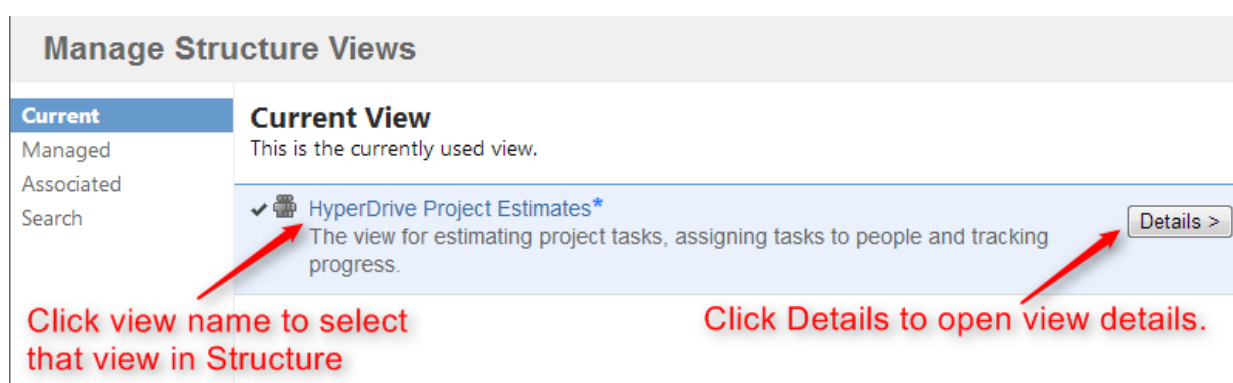 Manage Structure Views
Current
Managed
Associated
Search
Current View
This is the currently used view.
HyperDrive Project Estimates*
The view for estimating project tasks, assigning tasks to people and tracking
progress.
Details >
Click view name to select
that view in Structure
Click Details to open view details.